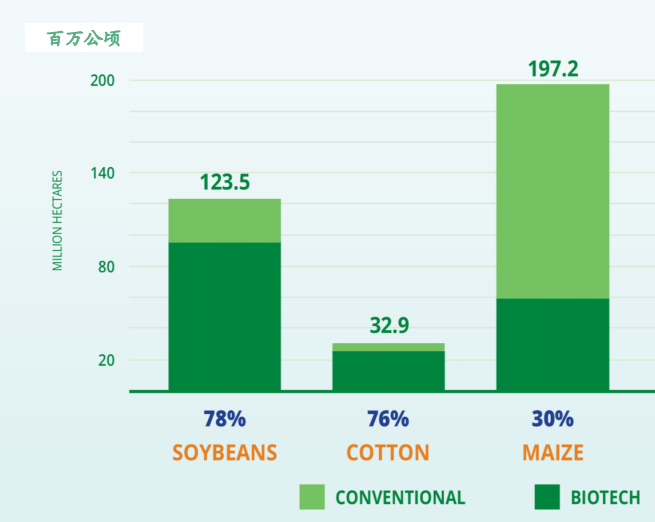 百万公顷
MILLION HECTARES
200
140
80
20
123.5
32.9
197.2
78%
76%
30%
SOYBEANS
COTTON
MAIZE
CONVENTIONAL
BIOTECH